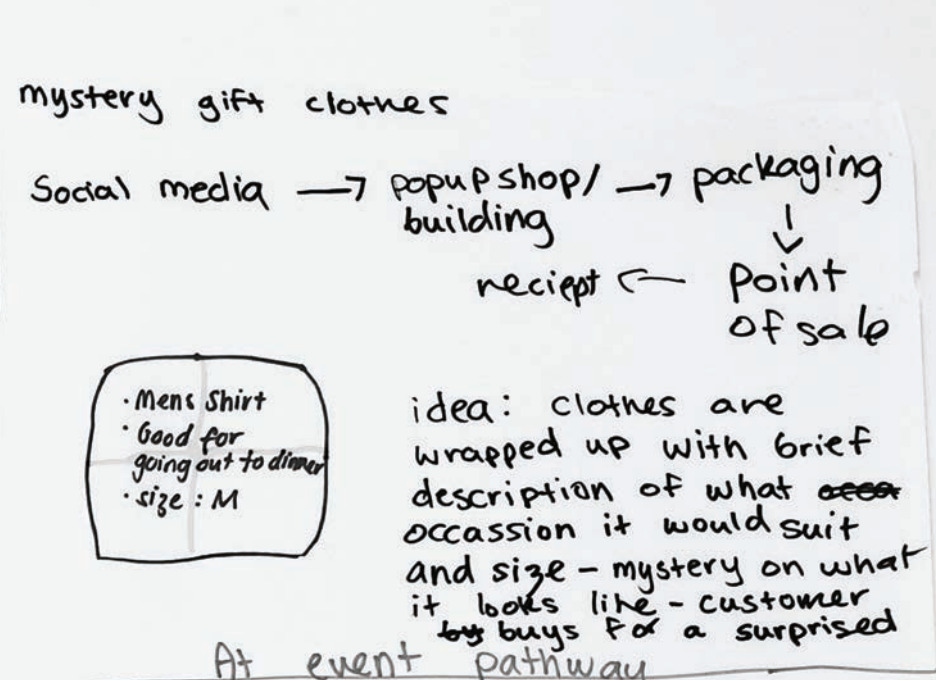 mystery gift clothes
Social media → popup shop/ → packaging
building
↓
reciept ← Point
of sale
• Mens Shirt
• Good for
going out to dinner
• size : M
idea: clothes are
wrapped up with brief
description of what
occassion it would suit
and size - mystery on what
it looks like - customer
buys for a surprised
At event pathway